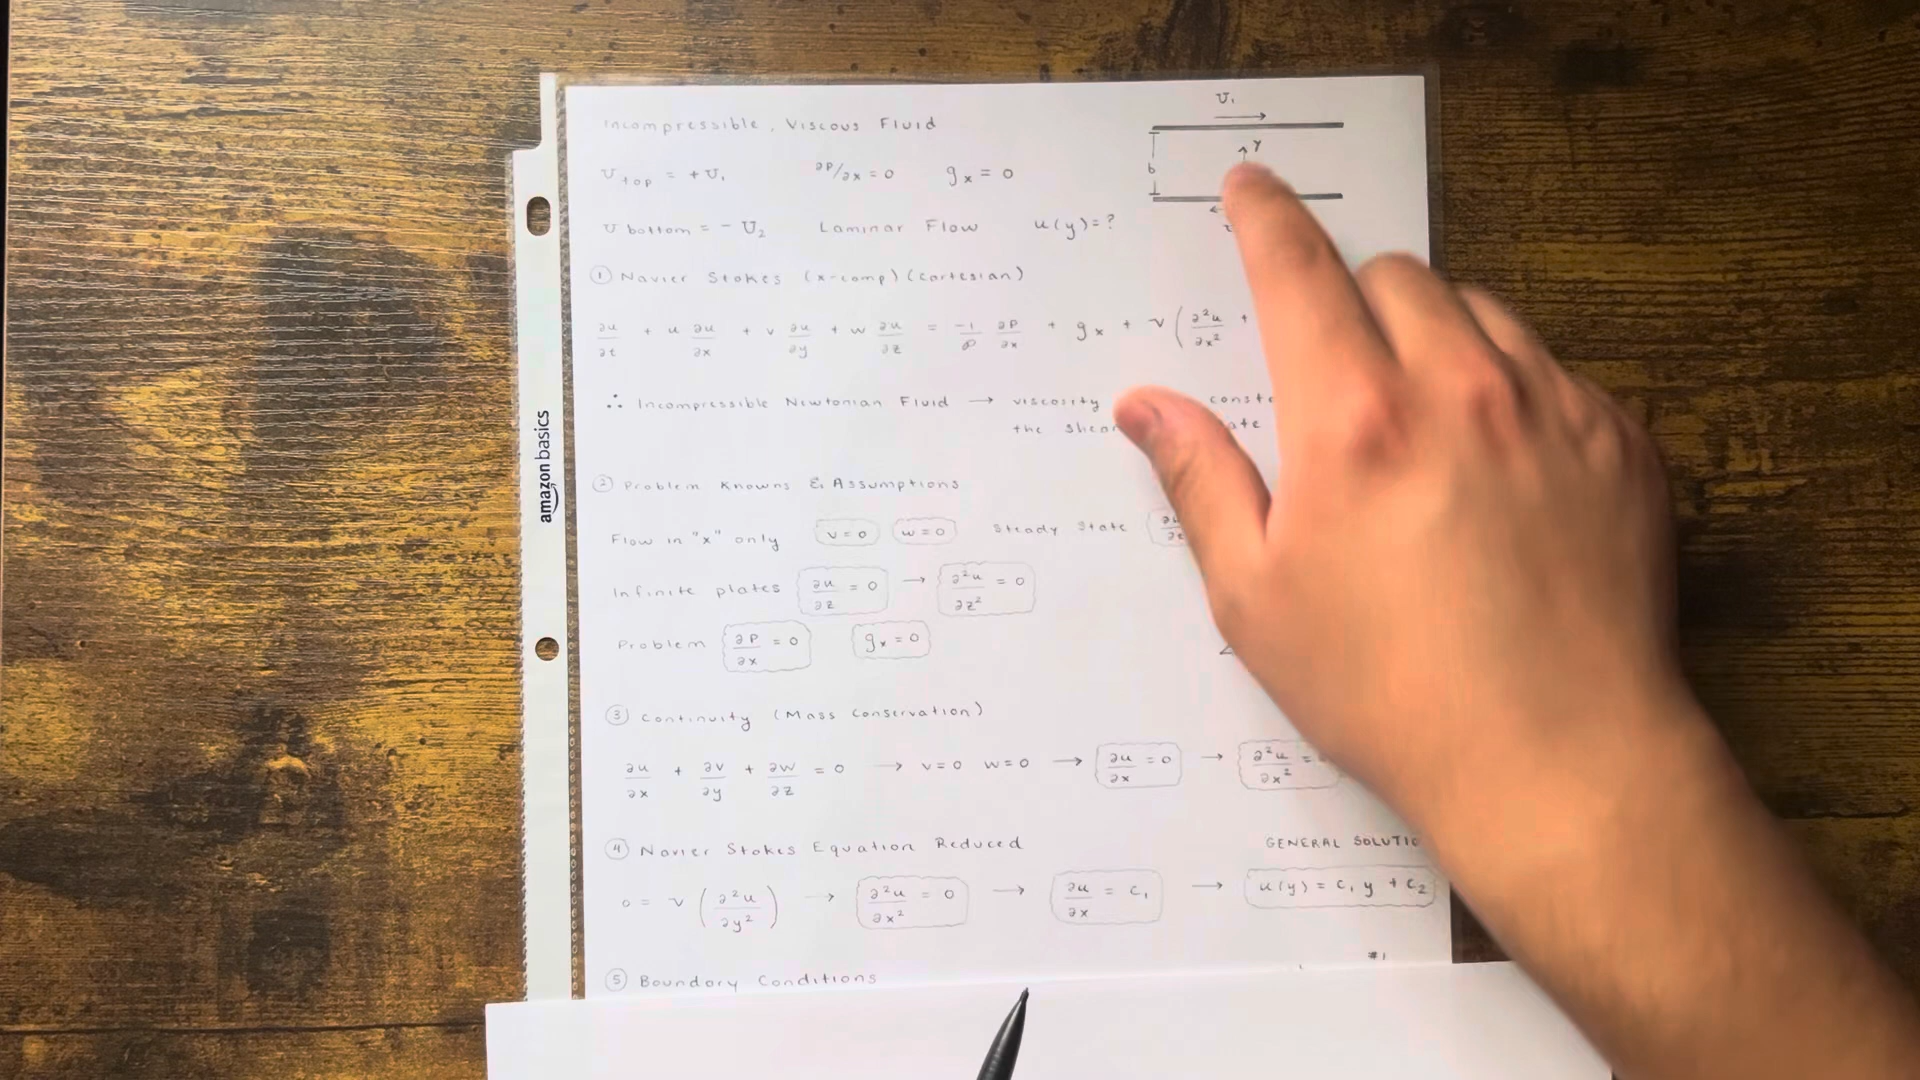 Incompressible, Viscous Fluid
U₁
U top = + U₁ ∂P/∂x = 0 gx = 0
y
b
U bottom = - U₂ Laminar Flow u(y) = ?
① Navier Stokes (x-comp) (Cartesian)
∂u/∂t + u ∂u/∂x + v ∂u/∂y + w ∂u/∂z = -1/ρ ∂P/∂x + gx + ν ( ∂²u/∂x² +
∴ Incompressible Newtonian Fluid → viscosity
the
② Problem Knowns & Assumptions
Flow in "x" only v = 0 w = 0 Steady State
Infinite plates ∂u/∂z = 0 → ∂²u/∂z² = 0
Problem ∂P/∂x = 0 gx = 0
③ Continuity (Mass Conservation)
∂u/∂x + ∂v/∂y + ∂w/∂z = 0 → v = 0 w = 0 → ∂u/∂x = 0 → ∂²u/∂x² =
④ Navier Stokes Equation Reduced GENERAL
0 = ν ( ∂²u/∂y² ) → ∂²u/∂x² = 0 → ∂u/∂x = C₁ → u(y) = C₁ y + C₂
#1
⑤ Boundary Conditions
amazon basics